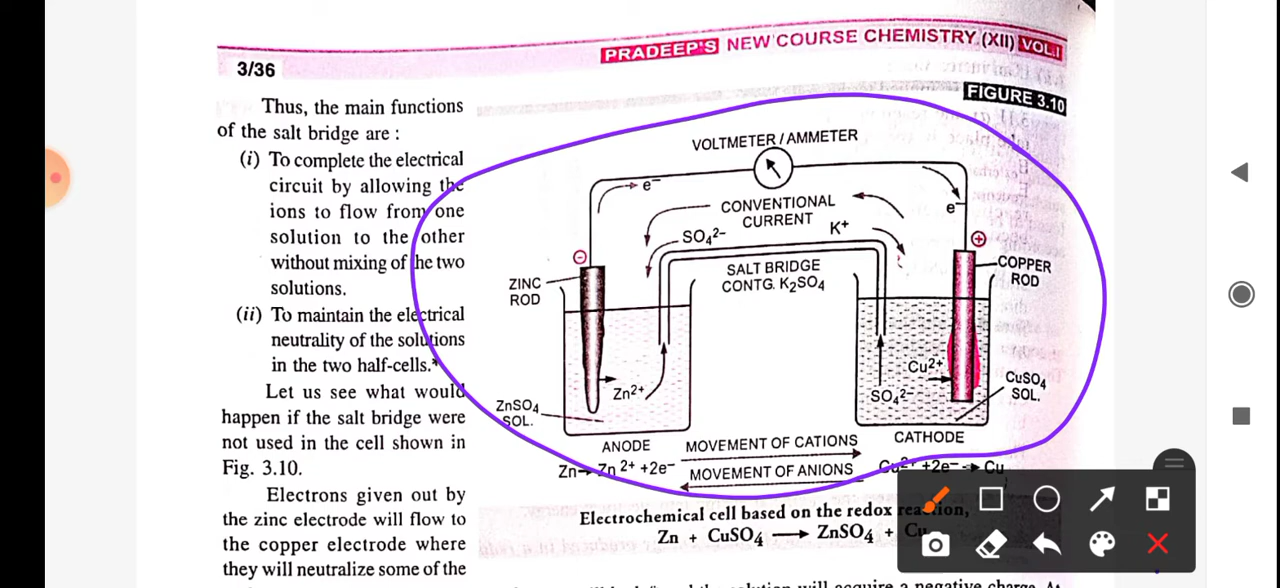 PRADEEP'S NEW COURSE CHEMISTRY (XII) VOL.I
3/36
FIGURE 3.10
Thus, the main functions
of the salt bridge are :
(i) To complete the electrical
circuit by allowing the
ions to flow from one
solution to the other
without mixing of the two
solutions.
(ii) To maintain the electrical
neutrality of the solutions
in the two half-cells.*
Let us see what would
happen if the salt bridge were
not used in the cell shown in
Fig. 3.10.
Electrons given out by
the zinc electrode will flow to
the copper electrode where
they will neutralize some of the
VOLTMETER / AMMETER
e⁻
e⁻
CONVENTIONAL
CURRENT
SO₄²⁻
K⁺
SALT BRIDGE
CONTG. K₂SO₄
ZINC
ROD
COPPER
ROD
Zn²⁺
Cu²⁺
SO₄²⁻
ZnSO₄
SOL.
CuSO₄
SOL.
ANODE
MOVEMENT OF CATIONS
CATHODE
Zn→Zn²⁺+2e⁻
MOVEMENT OF ANIONS
Cu²⁺+2e⁻→Cu
Electrochemical cell based on the redox reaction,
Zn + CuSO₄ → ZnSO₄ + Cu